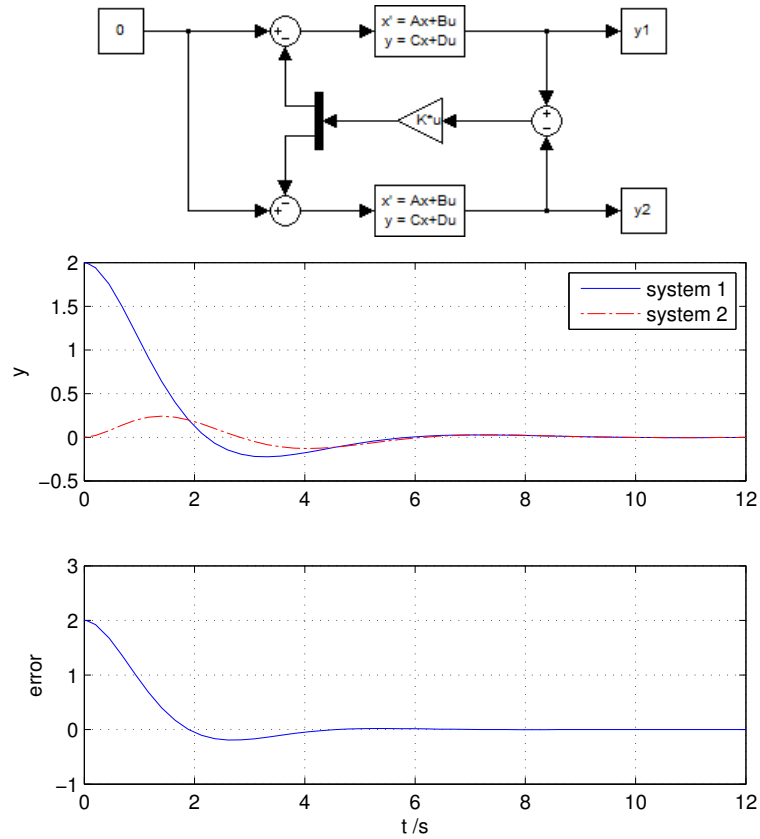 0
+
−
x' = Ax+Bu
y = Cx+Du
y1
K*u
+
−
+
−
x' = Ax+Bu
y = Cx+Du
y2
2
1.5
1
0.5
0
−0.5
y
system 1
system 2
0 2 4 6 8 10 12
3
2
1
0
−1
error
0 2 4 6 8 10 12
t /s